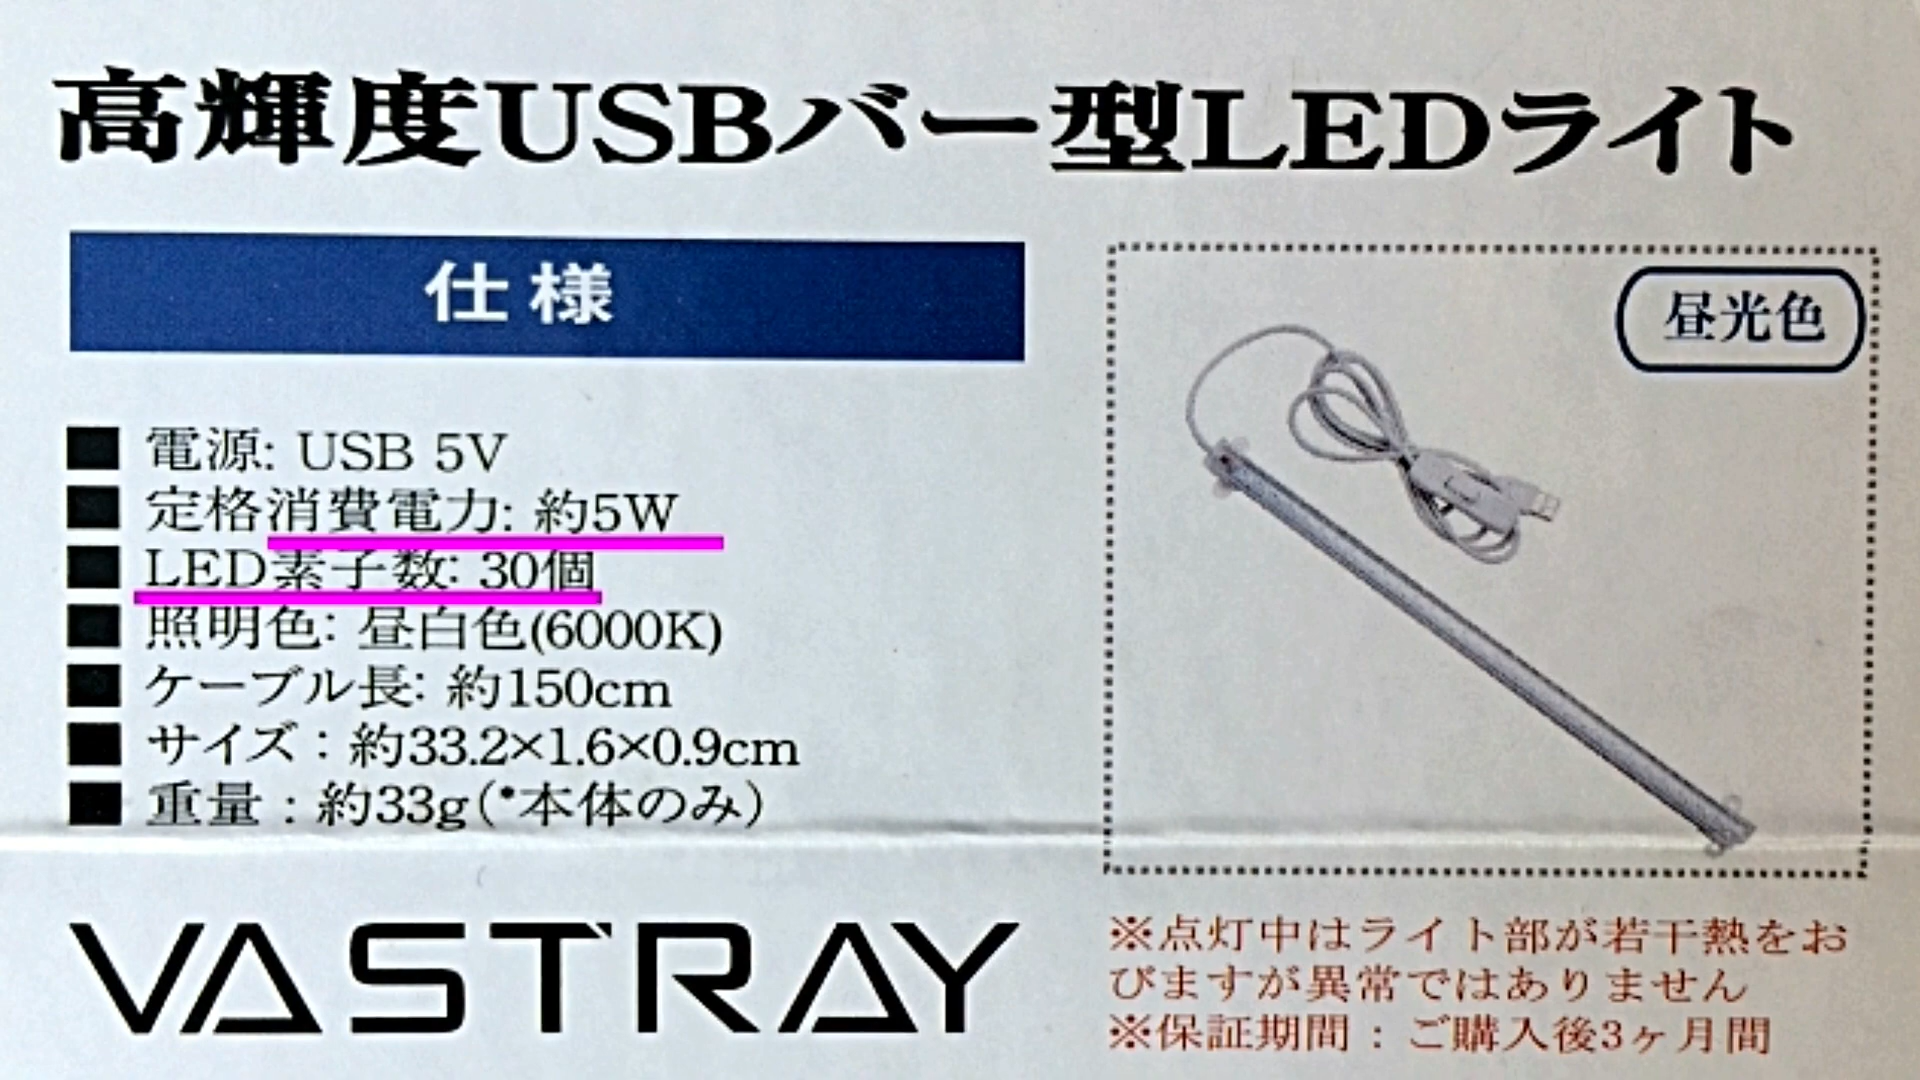 高輝度USBバー型LEDライト
仕様
昼光色
電源: USB 5V
定格消費電力: 約5W
LED素子数: 30個
照明色: 昼白色(6000K)
ケーブル長: 約150cm
サイズ：約33.2×1.6×0.9cm
重量：約33g(*本体のみ)
VASTRAY
※点灯中はライト部が若干熱をお
びますが異常ではありません
※保証期間：ご購入後3ヶ月間